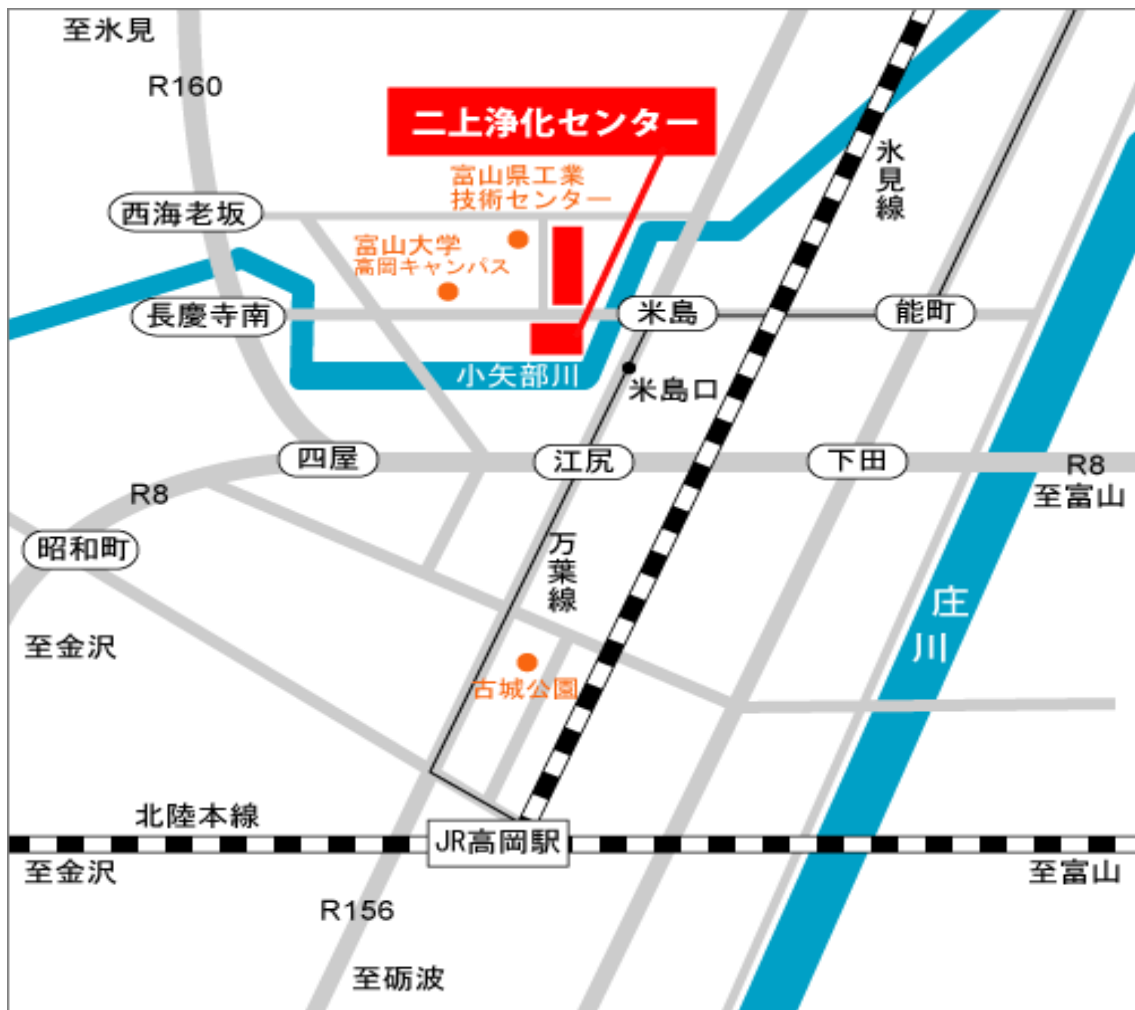 至氷見
R160
二上浄化センター
富山県工業
技術センター
西海老坂
富山大学
高岡キャンパス
氷見線
長慶寺南
米島
能町
小矢部川
米島口
四屋
江尻
下田
R8
至富山
R8
昭和町
万葉線
庄川
至金沢
古城公園
北陸本線
JR高岡駅
至金沢
至富山
R156
至砺波